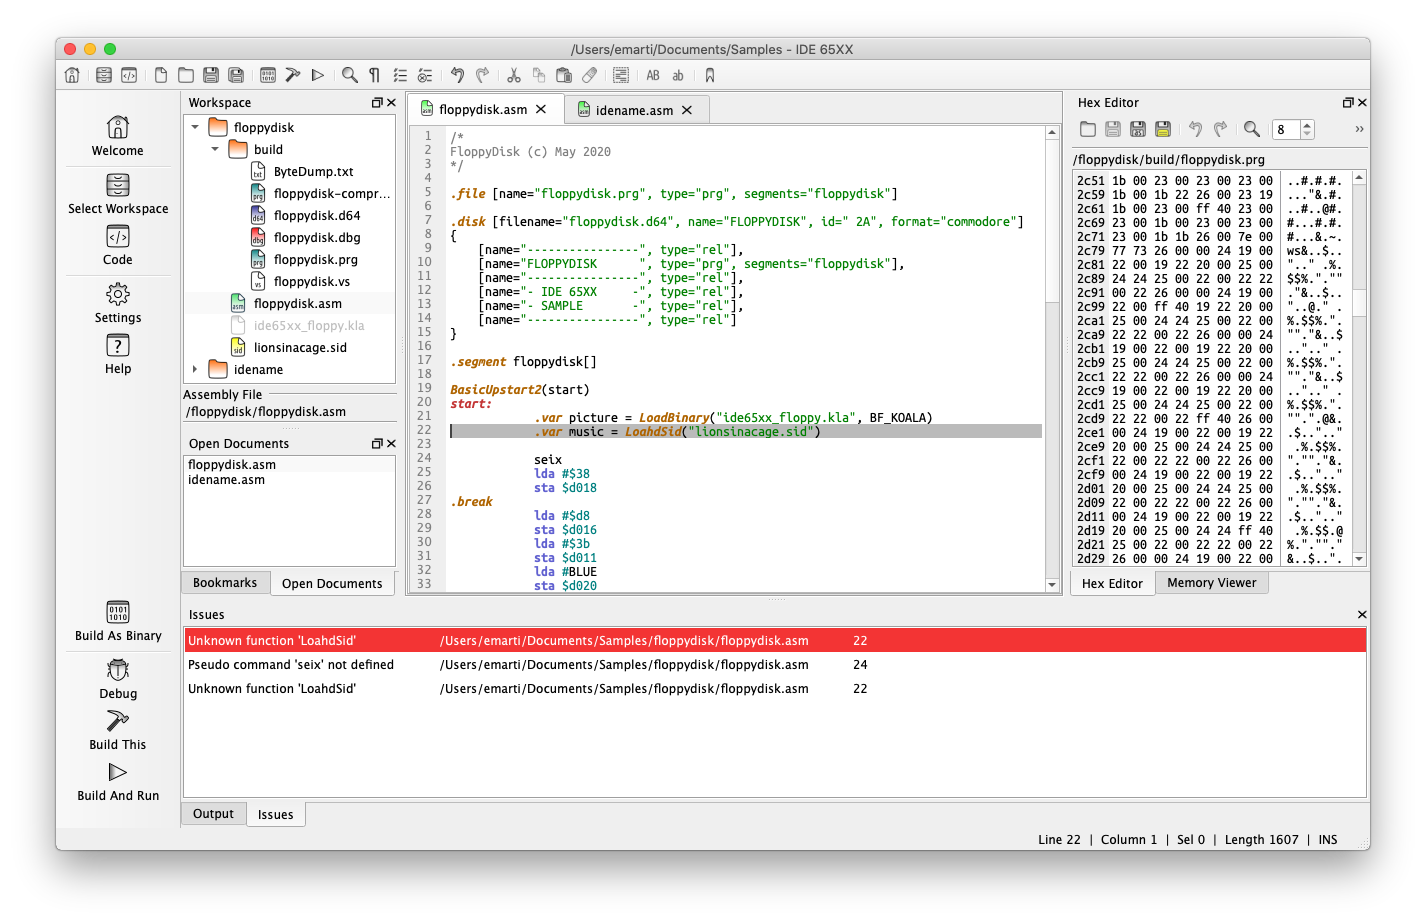 /Users/emarti/Documents/Samples - IDE 65XX
AB ab
Welcome
Select Workspace
Code
Settings
Help
Build As Binary
Debug
Build This
Build And Run
Workspace
floppydisk
build
ByteDump.txt
floppydisk-compr...
floppydisk.d64
floppydisk.dbg
floppydisk.prg
floppydisk.vs
floppydisk.asm
ide65xx_floppy.kla
lionsinacage.sid
idename
Assembly File
/floppydisk/floppydisk.asm
Open Documents
floppydisk.asm
idename.asm
Bookmarks Open Documents
floppydisk.asm idename.asm
1 /*
2 FloppyDisk (c) May 2020
3 */
4
5 .file [name="floppydisk.prg", type="prg", segments="floppydisk"]
6
7 .disk [filename="floppydisk.d64", name="FLOPPYDISK", id=" 2A", format="commodore"]
8 {
9 [name="----------------", type="rel"],
10 [name="FLOPPYDISK      ", type="prg", segments="floppydisk"],
11 [name="----------------", type="rel"],
12 [name="- IDE 65XX     -", type="rel"],
13 [name="- SAMPLE       -", type="rel"],
14 [name="----------------", type="rel"]
15 }
16
17 .segment floppydisk[]
18
19 BasicUpstart2(start)
20 start:
21 .var picture = LoadBinary("ide65xx_floppy.kla", BF_KOALA)
22 .var music = LoahdSid("lionsinacage.sid")
23
24 seix
25 lda #$38
26 sta $d018
27 .break
28 lda #$d8
29 sta $d016
30 lda #$3b
31 sta $d011
32 lda #BLUE
33 sta $d020
Hex Editor
8
/floppydisk/build/floppydisk.prg
2c51 1b 00 23 00 23 00 23 00 ..#.#.#.
2c59 1b 00 1b 22 26 00 23 19 ..."&.#.
2c61 1b 00 23 00 ff 40 23 00 ..#..@#.
2c69 23 00 1b 00 23 00 23 00 #...#.#.
2c71 23 00 1b 1b 26 00 7e 00 #...&.~.
2c79 77 73 26 00 00 24 19 00 ws&..$..
2c81 22 00 19 22 20 00 25 00 "..." .%.
2c89 24 24 25 00 22 00 22 22 $$%.".""
2c91 00 22 26 00 00 24 19 00 ."&..$..
2c99 22 00 ff 40 19 22 20 00 "..@." .
2ca1 25 00 24 24 25 00 22 00 %.$$%.".
2ca9 22 22 00 22 26 00 00 24 ""."&..$
2cb1 19 00 22 00 19 22 20 00 .."..." .
2cb9 25 00 24 24 25 00 22 00 %.$$%.".
2cc1 22 22 00 22 26 00 00 24 ""."&..$
2cc9 19 00 22 00 19 22 20 00 .."..." .
2cd1 25 00 24 24 25 00 22 00 %.$$%.".
2cd9 22 22 00 22 ff 40 26 00 ""."​.@&.
2ce1 00 24 19 00 22 00 19 22 .$..".."
2ce9 20 00 25 00 24 24 25 00 .%.$$%.
2cf1 22 00 22 22 00 22 26 00 ".""."&.
2cf9 00 24 19 00 22 00 19 22 .$..".."
2d01 20 00 25 00 24 24 25 00 .%.$$%.
2d09 22 00 22 22 00 22 26 00 ".""."&.
2d11 00 24 19 00 22 00 19 22 .$..".."
2d19 20 00 25 00 24 24 ff 40 .%.$$.@
2d21 25 00 22 00 22 22 00 22 %.".""."
2d29 26 00 00 24 19 00 22 00 &..$..".
Hex Editor Memory Viewer
Issues
Unknown function 'LoahdSid' /Users/emarti/Documents/Samples/floppydisk/floppydisk.asm 22
Pseudo command 'seix' not defined /Users/emarti/Documents/Samples/floppydisk/floppydisk.asm 24
Unknown function 'LoahdSid' /Users/emarti/Documents/Samples/floppydisk/floppydisk.asm 22
Output Issues
Line 22 | Column 1 | Sel 0 | Length 1607 | INS